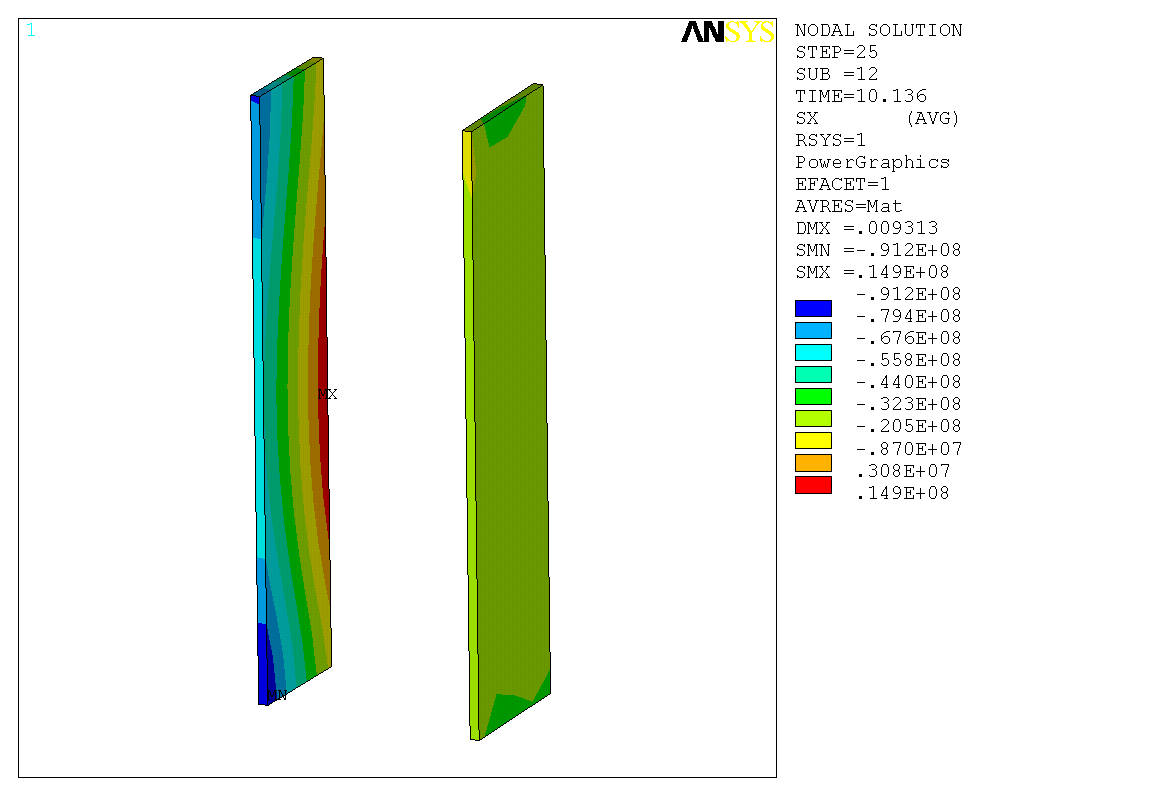 1
ANSYS
NODAL SOLUTION
STEP=25
SUB =12
TIME=10.136
SX (AVG)
RSYS=1
PowerGraphics
EFACET=1
AVRES=Mat
DMX =.009313
SMN =-.912E+08
SMX =.149E+08
-.912E+08
-.794E+08
-.676E+08
-.558E+08
-.440E+08
-.323E+08
-.205E+08
-.870E+07
.308E+07
.149E+08
MX
MN